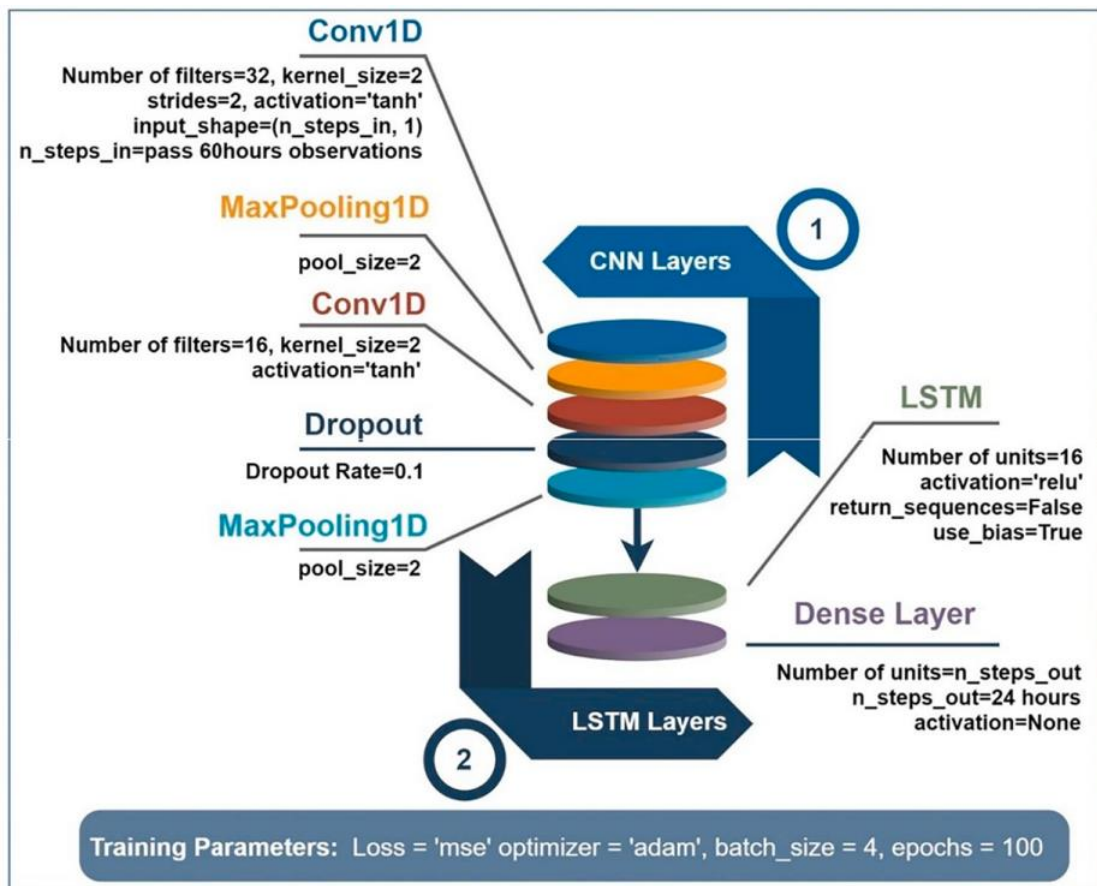 Conv1D
Number of filters=32, kernel_size=2
strides=2, activation='tanh'
input_shape=(n_steps_in, 1)
n_steps_in=pass 60hours observations
MaxPooling1D
pool_size=2
Conv1D
Number of filters=16, kernel_size=2
activation='tanh'
Dropout
Dropout Rate=0.1
MaxPooling1D
pool_size=2
1
CNN Layers
LSTM
Number of units=16
activation='relu'
return_sequences=False
use_bias=True
Dense Layer
Number of units=n_steps_out
n_steps_out=24 hours
activation=None
LSTM Layers
2
Training Parameters: Loss = 'mse' optimizer = 'adam', batch_size = 4, epochs = 100